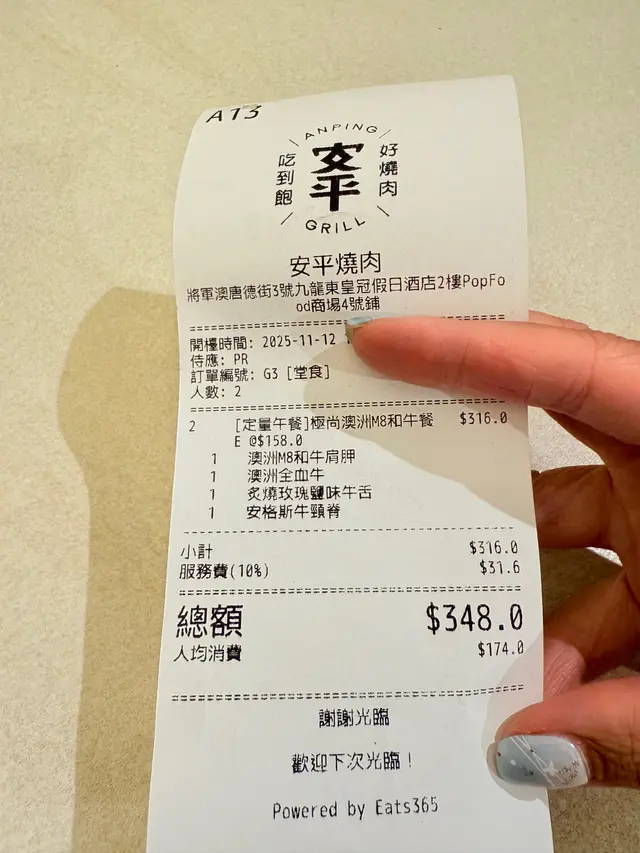 A13
ANPING
吃到飽
安平
好燒肉
GRILL
安平燒肉
將軍澳唐德街3號九龍東皇冠假日酒店2樓PopFo
od商場4號鋪
開檯時間: 2025-11-12
侍應: PR
訂單編號: G3 [堂食]
人數: 2
2 [定量午餐]極尚澳洲M8和牛餐 $316.0
E @$158.0
1 澳洲M8和牛肩胛
1 澳洲全血牛
1 炙燒玫瑰鹽味牛舌
1 安格斯牛頸脊
小計 $316.0
服務費(10%) $31.6
總額 $348.0
人均消費 $174.0
謝謝光臨
歡迎下次光臨！
Powered by Eats365